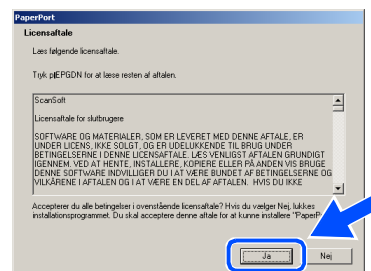 PaperPort
Licensaftale
Læs følgende licensaftale.
Tryk på EPGDN for at læse resten af aftalen.
ScanSoft
Licensaftale for slutbrugere
SOFTWARE OG MATERIALER, SOM ER LEVERET MED DENNE AFTALE, ER
UNDER LICENS, IKKE SOLGT, OG ER UDELUKKENDE TIL BRUG UNDER
BETINGELSERNE I DENNE LICENSAFTALE. LÆS VENLIGST AFTALEN GRUNDIGT
IGENNEM. VED AT HENTE, INSTALLERE, KOPIERE ELLER PÅ ANDEN VIS BRUGE
DENNE SOFTWARE INDVILLIGER DU I AT VÆRE BUNDET AF BETINGELSERNE OG
VILKÅRENE I AFTALEN OG I AT VÆRE EN DEL AF AFTALEN. HVIS DU IKKE
Accepterer du alle betingelser i ovenstående licensaftale? Hvis du vælger Nej, lukkes
installationsprogrammet. Du skal acceptere denne aftale for at kunne installere "PaperP
Ja
Nej